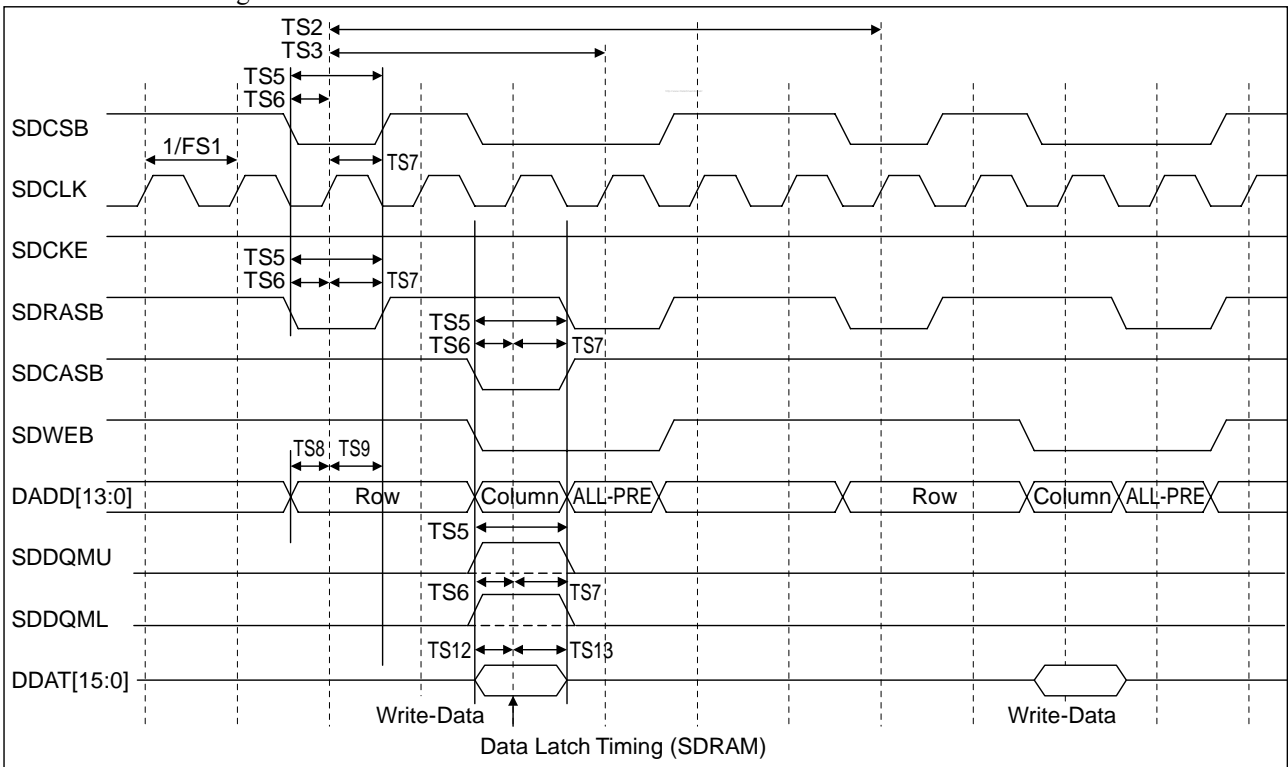 TS2
TS3
TS5
TS6
SDCSB
1/FS1
TS7
SDCLK
SDCKE
TS5
TS6 TS7
SDRASB
TS5
TS6 TS7
SDCASB
SDWEB
TS8 TS9
DADD[13:0] Row Column ALL-PRE Row Column ALL-PRE
TS5
SDDQMU
TS6 TS7
SDDQML
TS12 TS13
DDAT[15:0]
Write-Data Write-Data
Data Latch Timing (SDRAM)